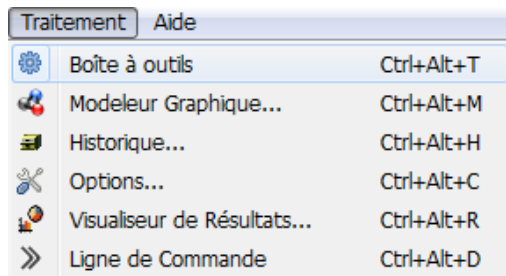 Traitement Aide
Boîte à outils Ctrl+Alt+T
Modeleur Graphique... Ctrl+Alt+M
Historique... Ctrl+Alt+H
Options... Ctrl+Alt+C
Visualiseur de Résultats... Ctrl+Alt+R
Ligne de Commande Ctrl+Alt+D